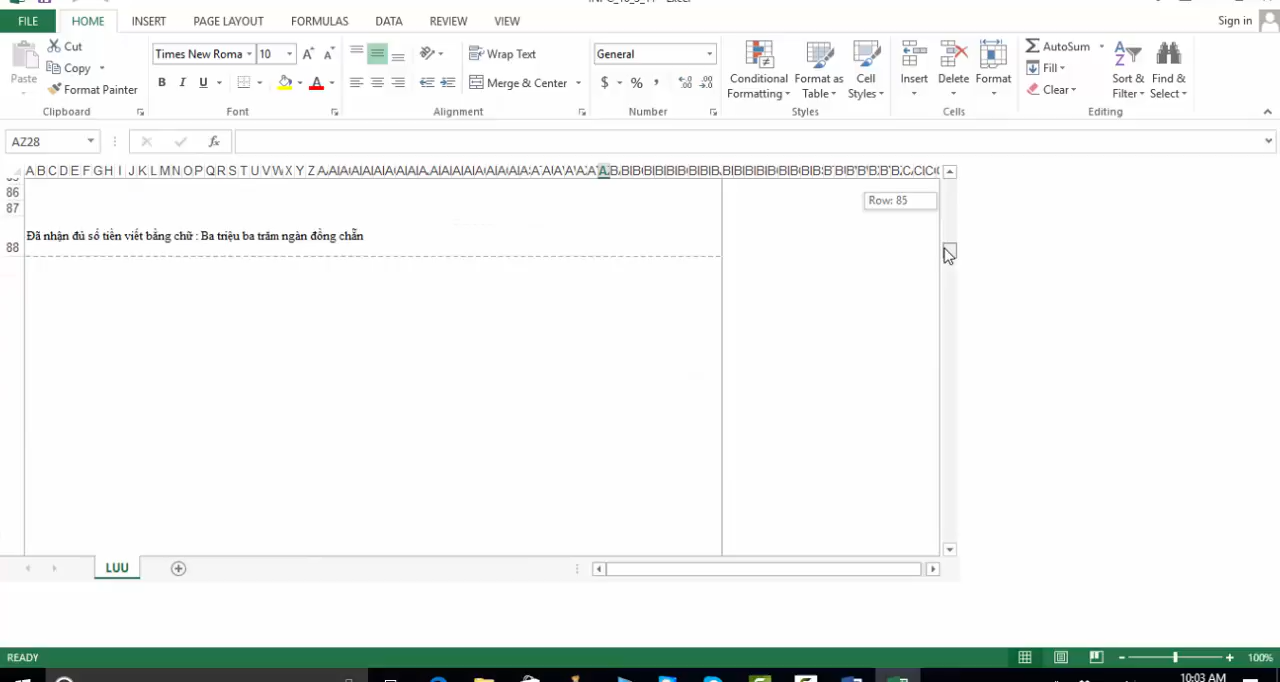 FILE HOME INSERT PAGE LAYOUT FORMULAS DATA REVIEW VIEW Sign in
Cut Times New Roma 10 Wrap Text General AutoSum
Copy Fill
Paste Format Painter B I U Merge & Center $ % , Conditional Formatting Format as Table Cell Styles Insert Delete Format Clear Sort & Filter Find & Select
Clipboard Font Alignment Number Styles Cells Editing
AZ28 fx
A B C D E F G H I J K L M N O P Q R S T U V W X Y Z
86 Row: 85
87
88 Đã nhận đủ số tiền viết bằng chữ : Ba triệu ba trăm ngàn đồng chẵn
LUU
READY 100%
10:03 AM